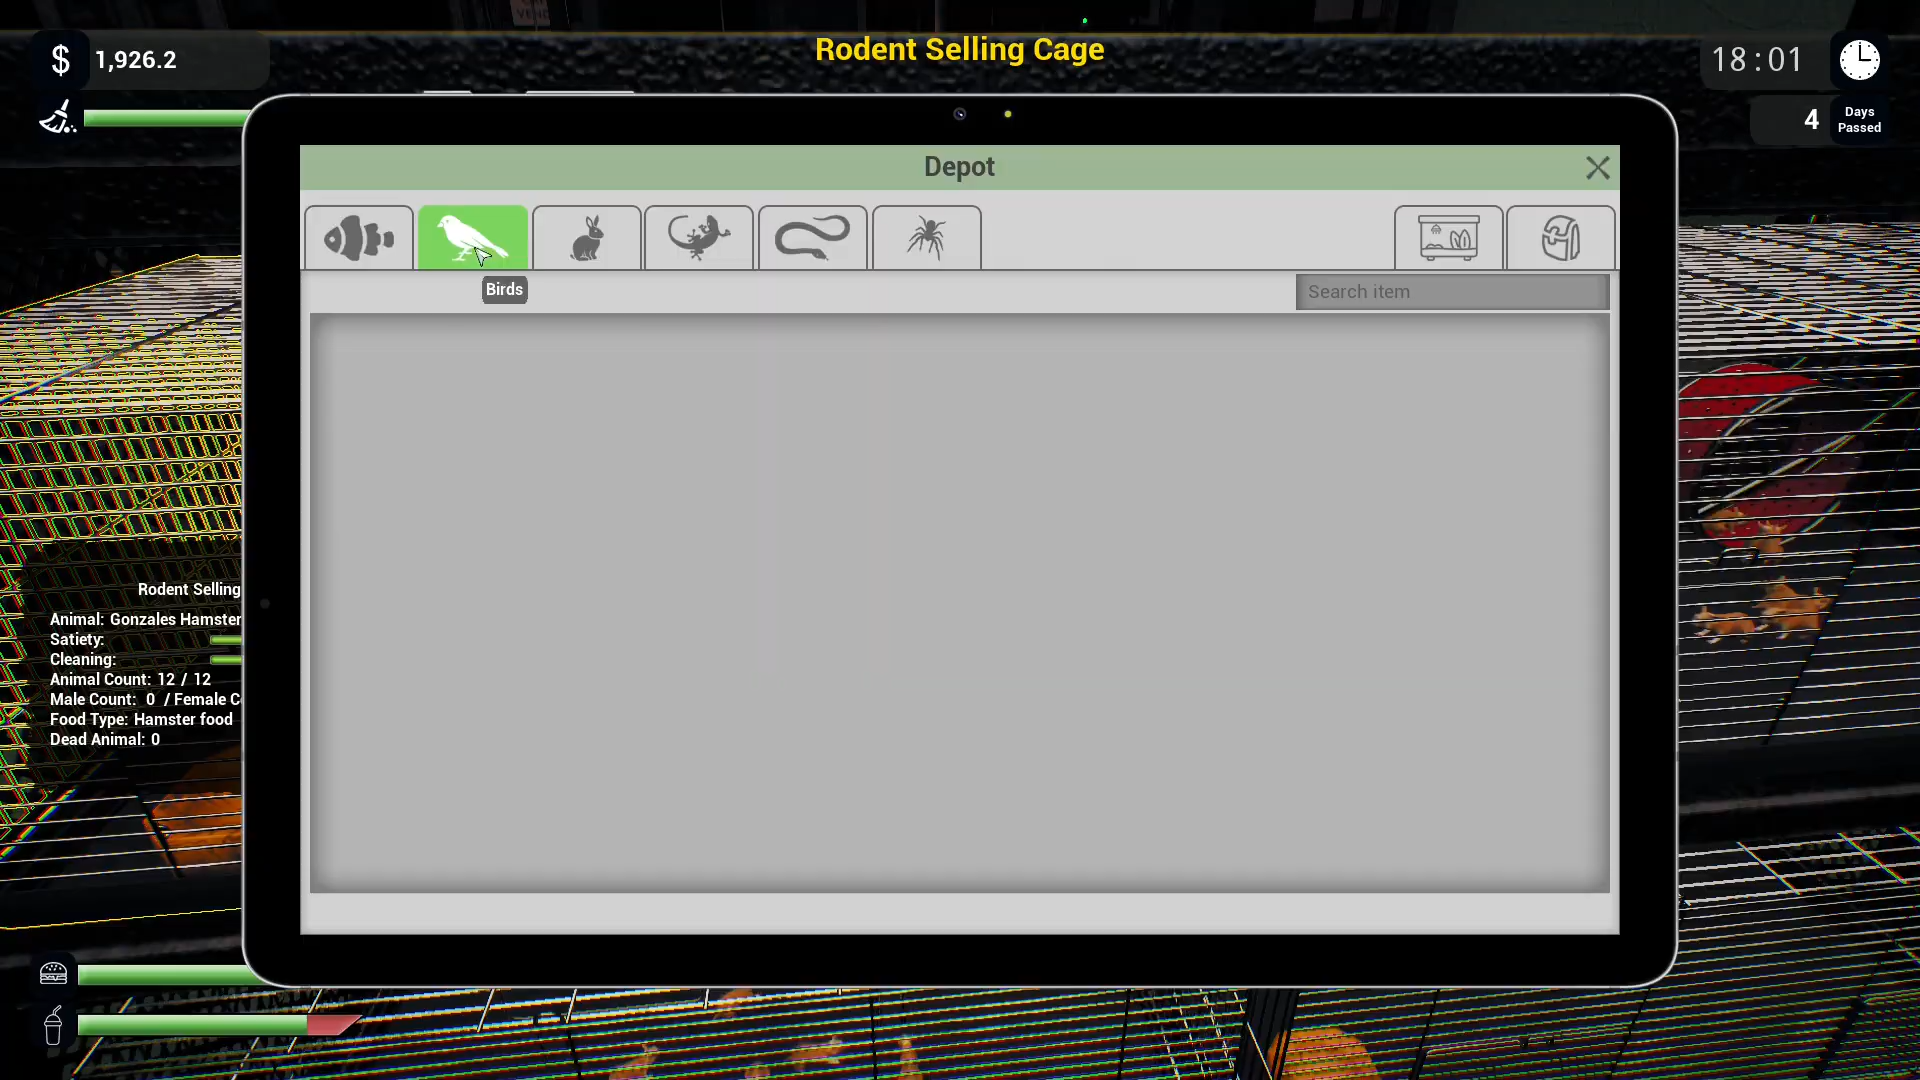 Rodent Selling Cage
$ 1,926.2
18:01
4
Days
Passed
Depot
Birds
Search item
Rodent Selling
Animal: Gonzales Hamster
Satiety:
Cleaning:
Animal Count: 12 / 12
Male Count: 0 / Female C
Food Type: Hamster food
Dead Animal: 0